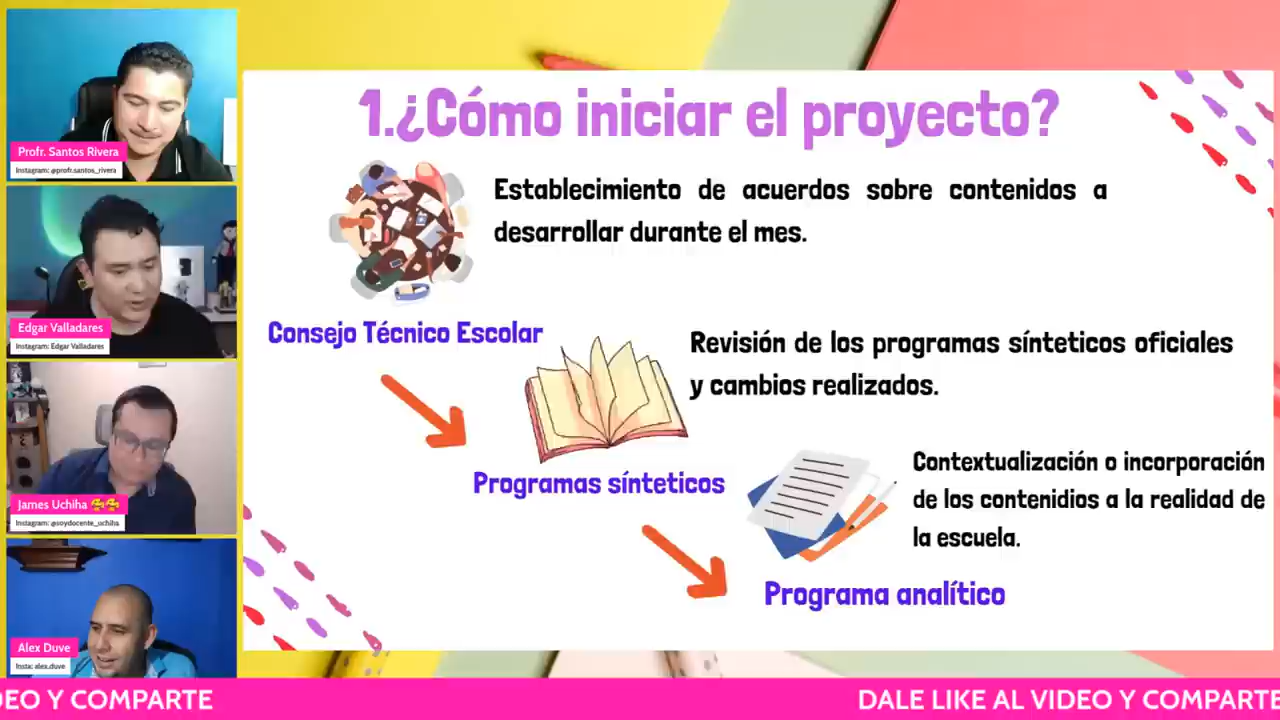 Profr. Santos Rivera
Instagram: @profr.santos_rivera
Edgar Valladares
Instagram: Edgar Valladares
James Uchiha 🥰🥰
Instagram: @soydocente_uchiha
Alex Duve
Insta: alex.duve
1.¿Cómo iniciar el proyecto?
Establecimiento de acuerdos sobre contenidos a
desarrollar durante el mes.
Consejo Técnico Escolar
Revisión de los programas sínteticos oficiales
y cambios realizados.
Programas sínteticos
Contextualización o incorporación
de los contenidios a la realidad de
la escuela.
Programa analítico
DEO Y COMPARTE
DALE LIKE AL VIDEO Y COMPARTE